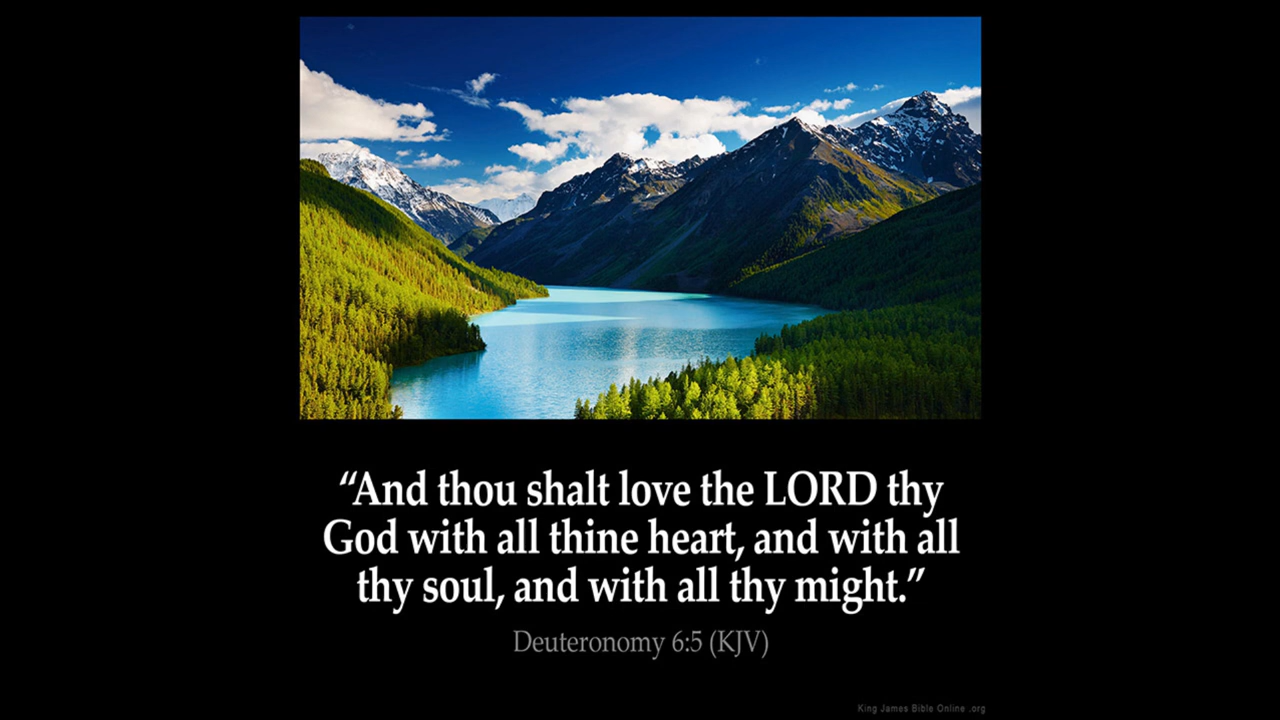 “And thou shalt love the LORD thy
God with all thine heart, and with all
thy soul, and with all thy might.”
Deuteronomy 6:5 (KJV)
King James Bible Online .org